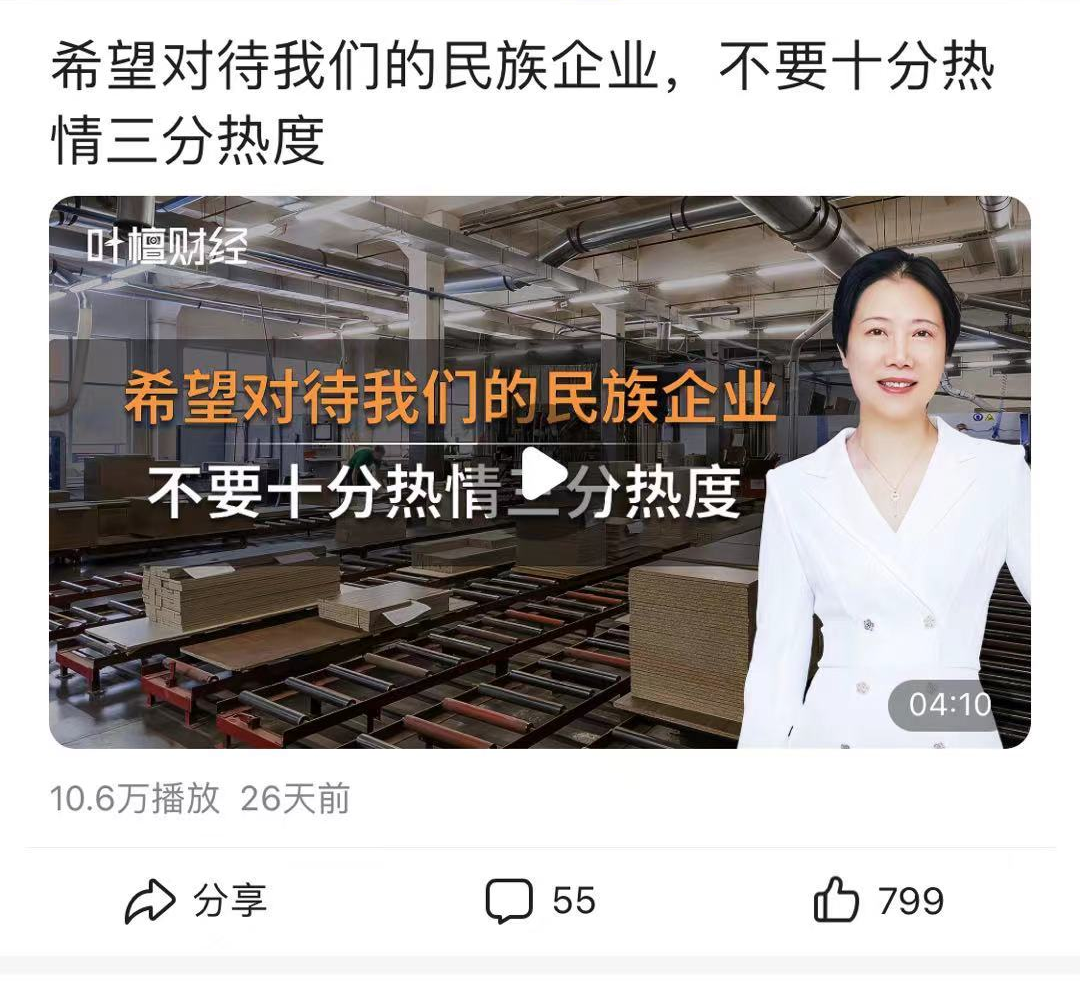 希望对待我们的民族企业，不要十分热
情三分热度
叶檀财经
希望对待我们的民族企业
不要十分热情三分热度
04:10
10.6万播放 26天前
分享
55
799